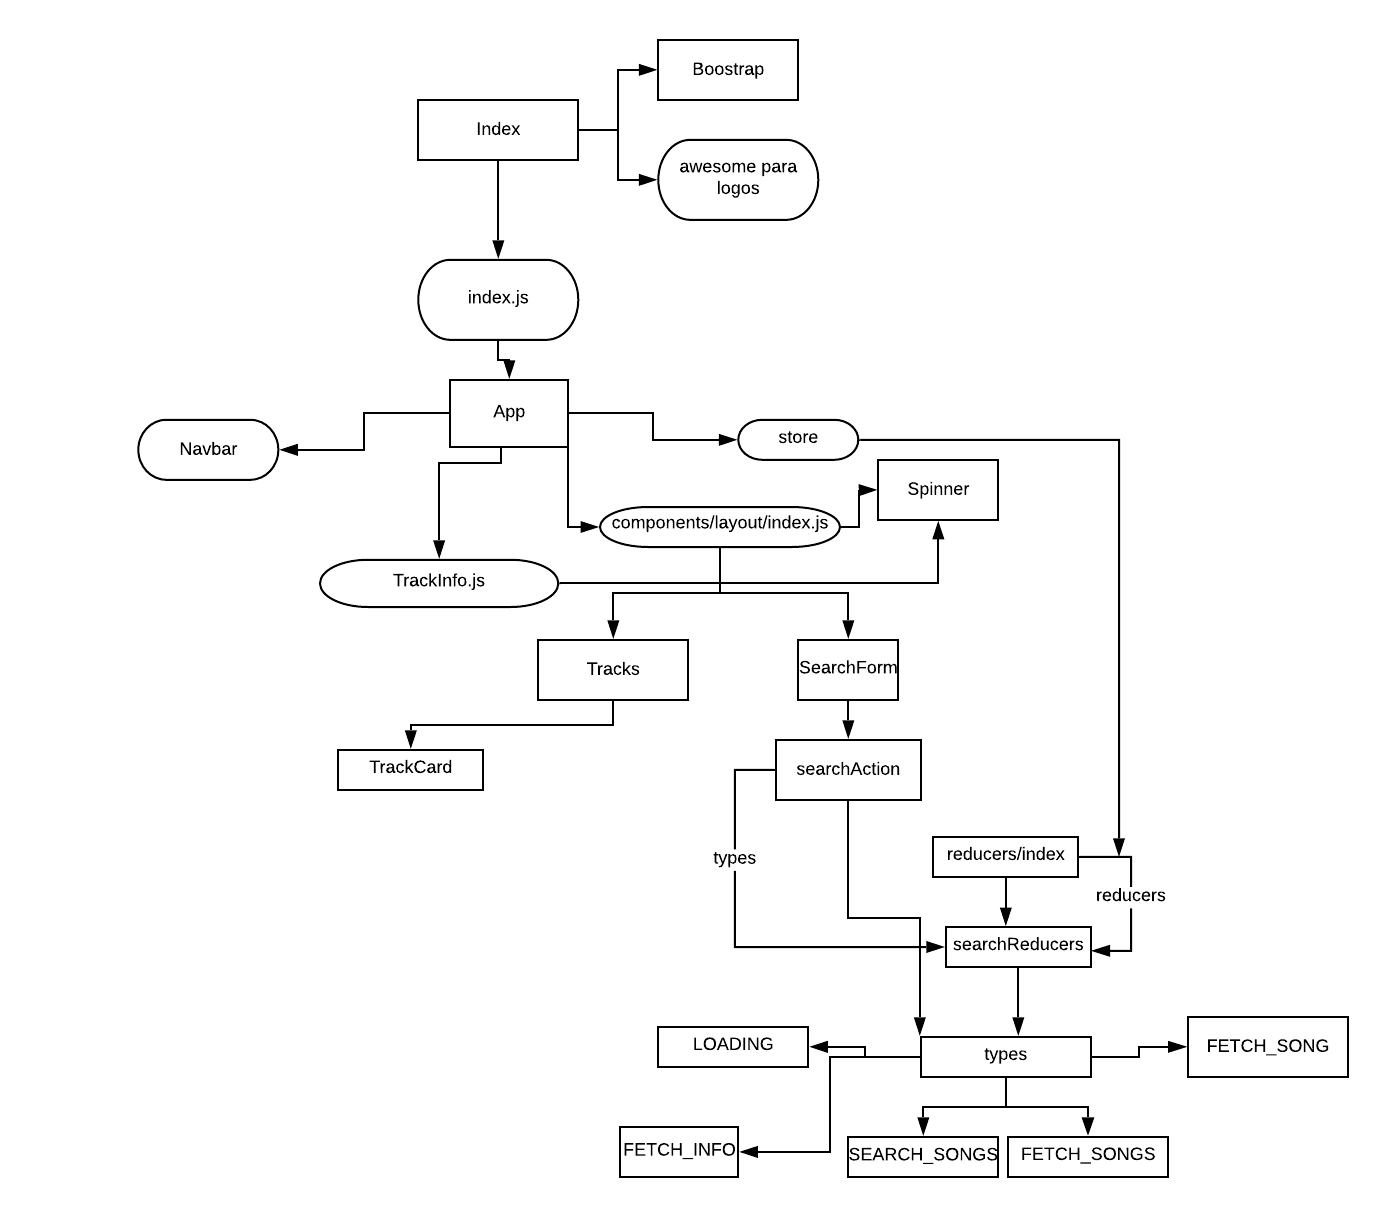 Boostrap
Index
awesome para
logos
index.js
App
Navbar
store
Spinner
components/layout/index.js
TrackInfo.js
Tracks
SearchForm
TrackCard
searchAction
types
reducers/index
reducers
searchReducers
LOADING
types
FETCH_SONG
FETCH_INFO
SEARCH_SONGS
FETCH_SONGS